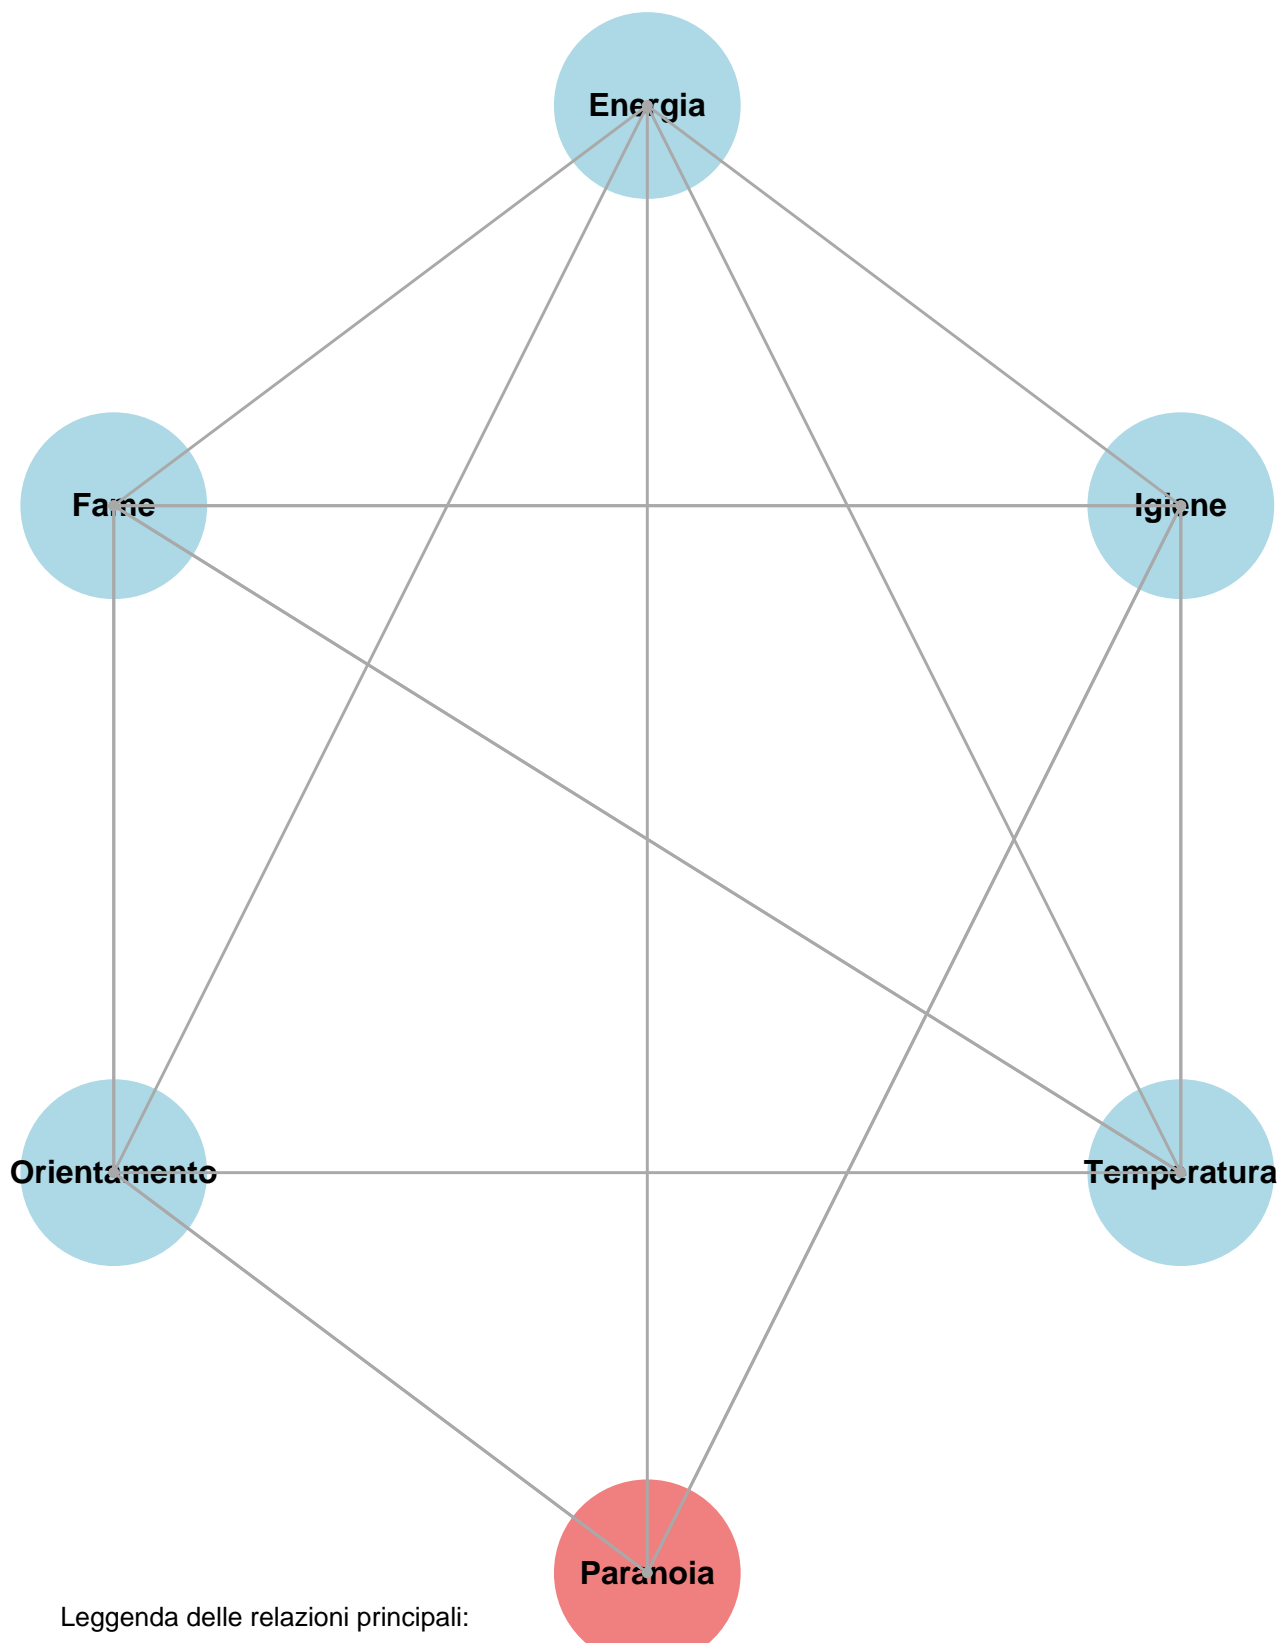 Energia
Fame
Igiene
Orientamento
Temperatura
Paranoia
Leggenda delle relazioni principali: